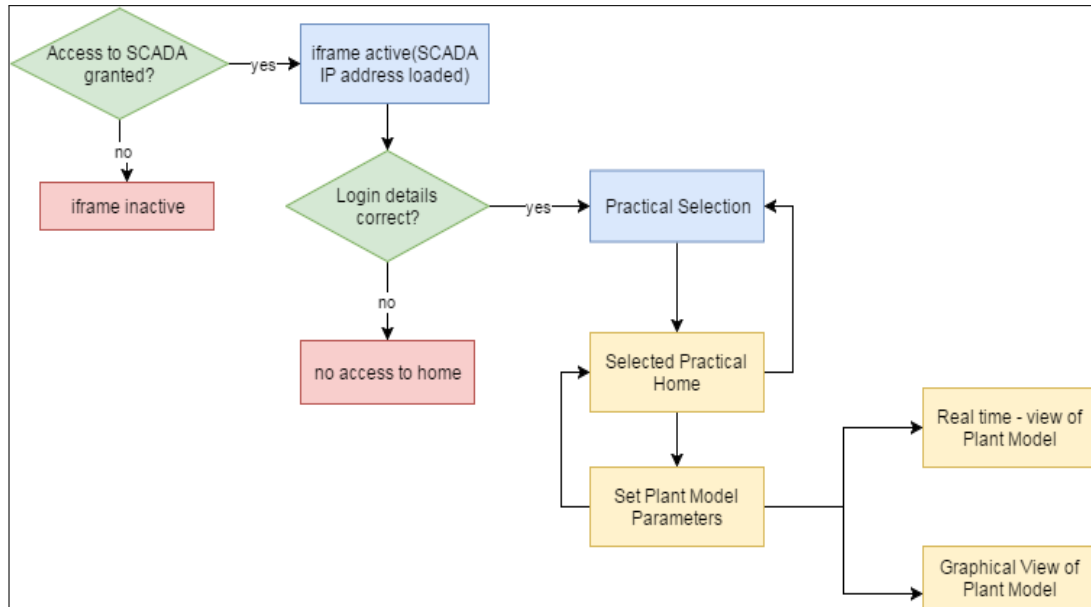 Access to SCADA
granted?
yes
iframe active(SCADA
IP address loaded)
no
iframe inactive
Login details
correct?
yes
Practical Selection
no
no access to home
Selected Practical
Home
Set Plant Model
Parameters
Real time - view of
Plant Model
Graphical View of
Plant Model